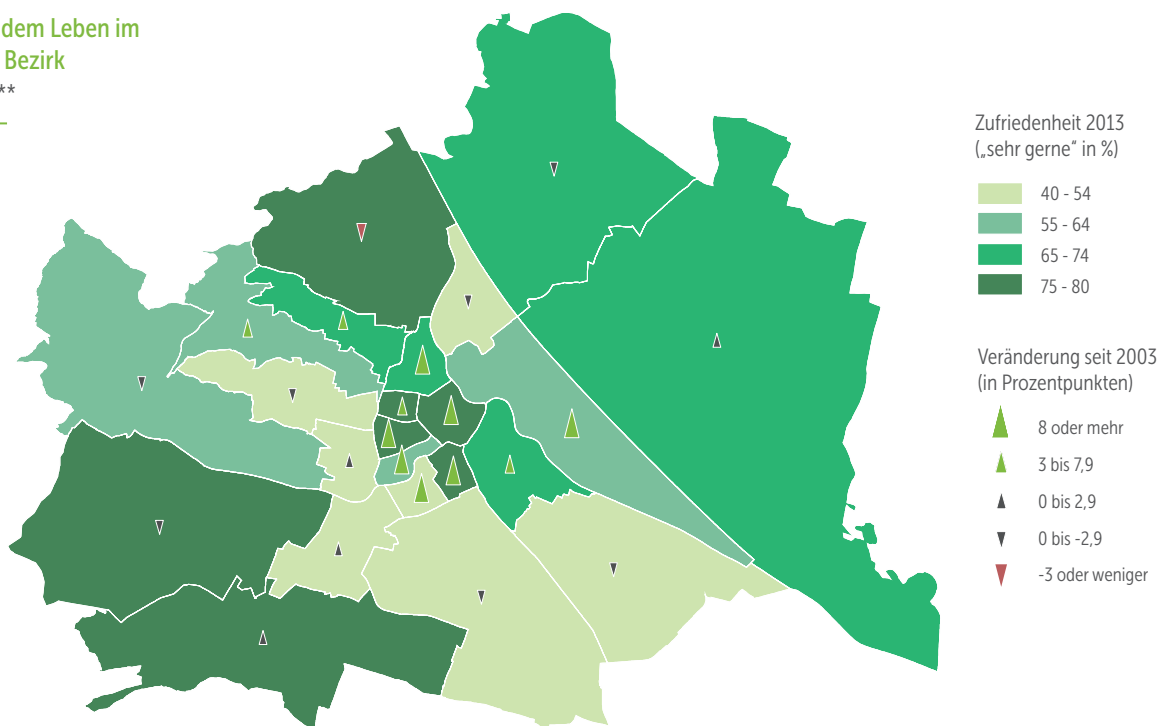 dem Leben im
Bezirk
**
Zufriedenheit 2013
(„sehr gerne“ in %)
40 - 54
55 - 64
65 - 74
75 - 80
Veränderung seit 2003
(in Prozentpunkten)
8 oder mehr
3 bis 7,9
0 bis 2,9
0 bis -2,9
-3 oder weniger